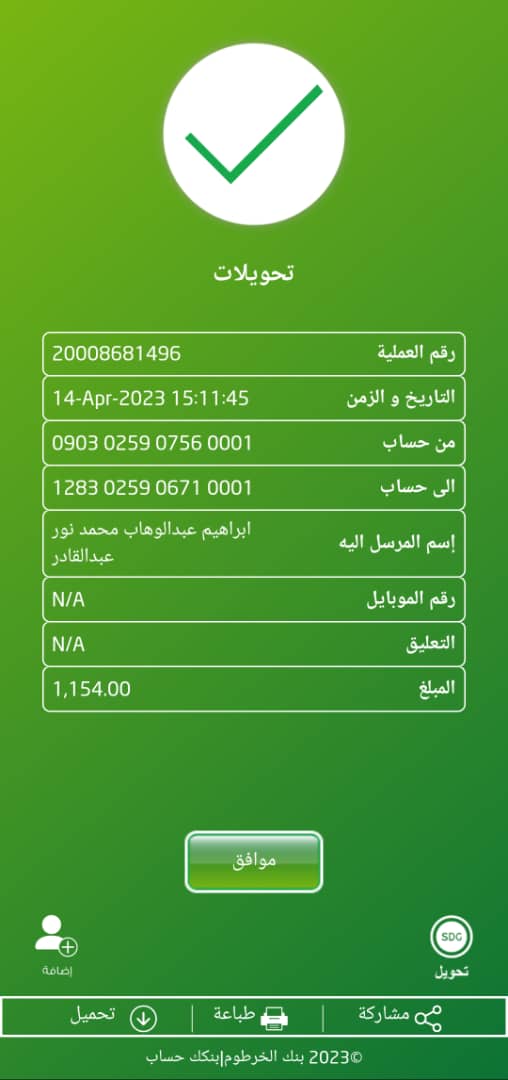 تحويلات
رقم العملية 20008681496
التاريخ و الزمن 14-Apr-2023 15:11:45
من حساب 0903 0259 0756 0001
الى حساب 1283 0259 0671 0001
إسم المرسل اليه ابراهيم عبدالوهاب محمد نور
عبدالقادر
رقم الموبايل N/A
التعليق N/A
المبلغ 1,154.00
موافق
SDG
تحويل
إضافة
مشاركة
طباعة
تحميل
©2023 بنك الخرطوم|بنكك حساب